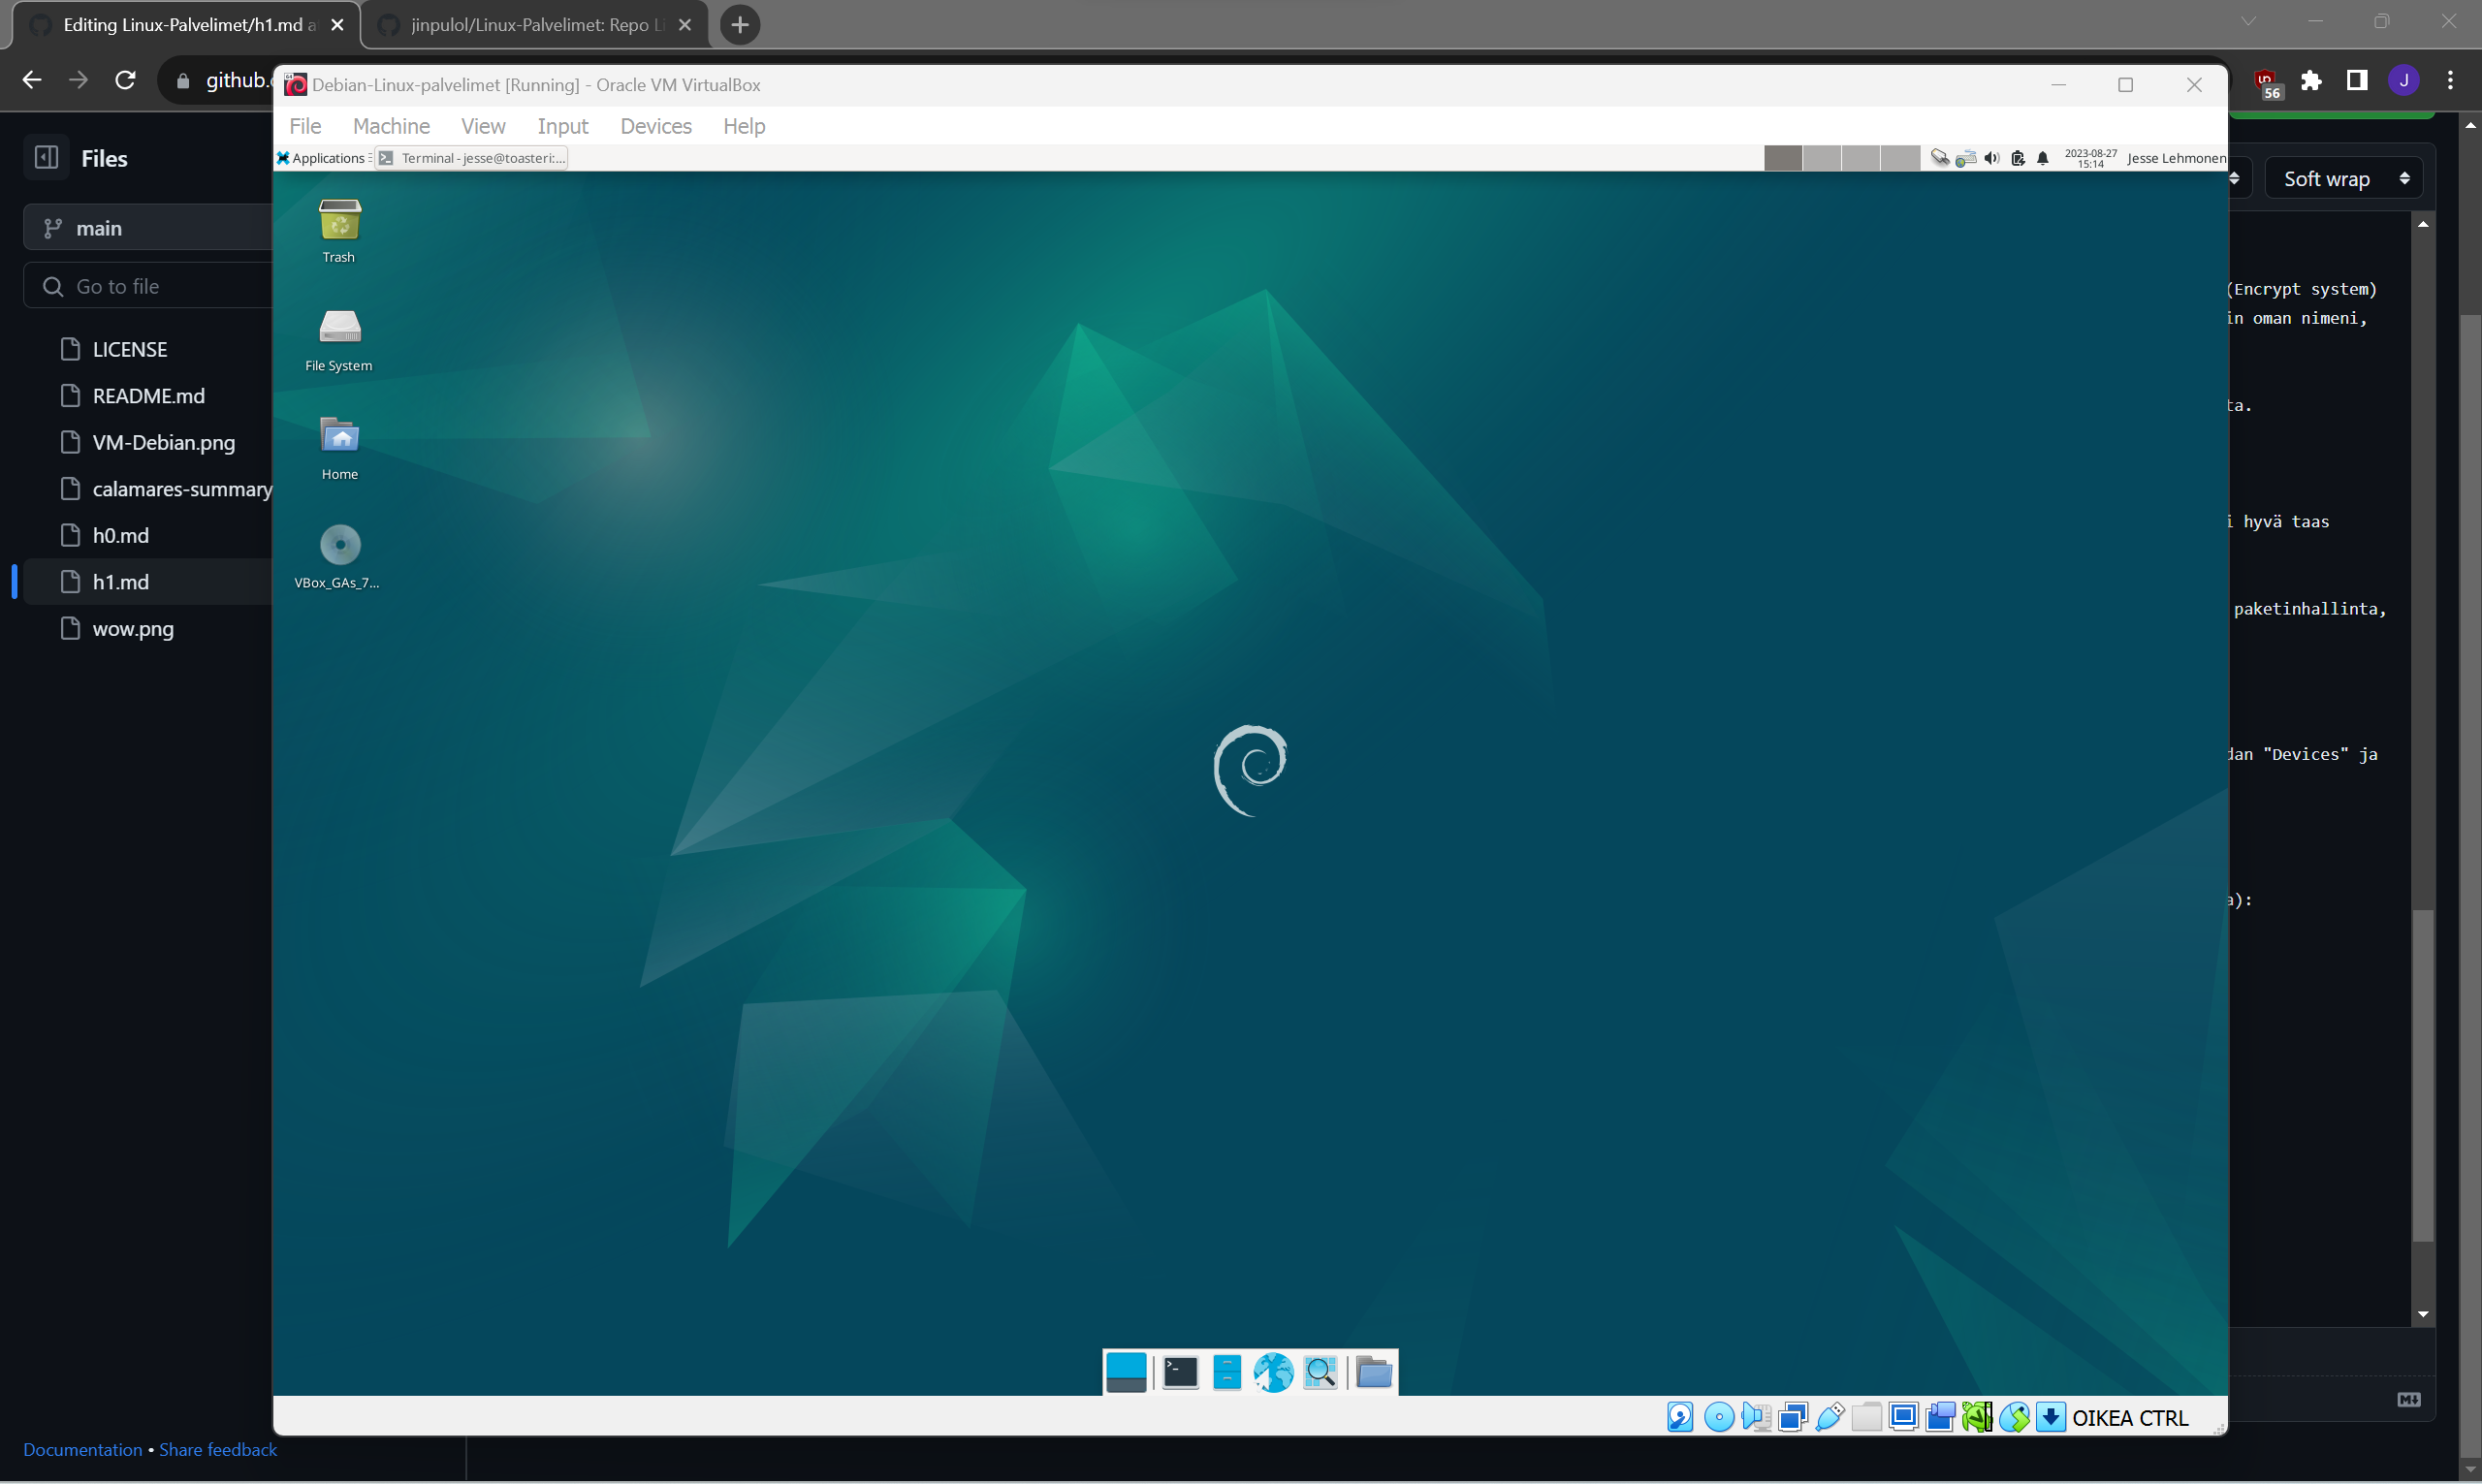 Editing Linux-Palvelimet/h1.md a
jinpulol/Linux-Palvelimet: Repo Li
github.c
56
J
Debian-Linux-palvelimet [Running] - Oracle VM VirtualBox
File Machine View Input Devices Help
Applications
Terminal - jesse@toasteri:...
2023-08-27
15:14
Jesse Lehmonen
Files
main
Go to file
LICENSE
README.md
VM-Debian.png
calamares-summary
h0.md
h1.md
wow.png
Documentation • Share feedback
Trash
File System
Home
VBox_GAs_7...
Soft wrap
(Encrypt system)
in oman nimeni,
ta.
i hyvä taas
paketinhallinta,
dan "Devices" ja
a):
OIKEA CTRL